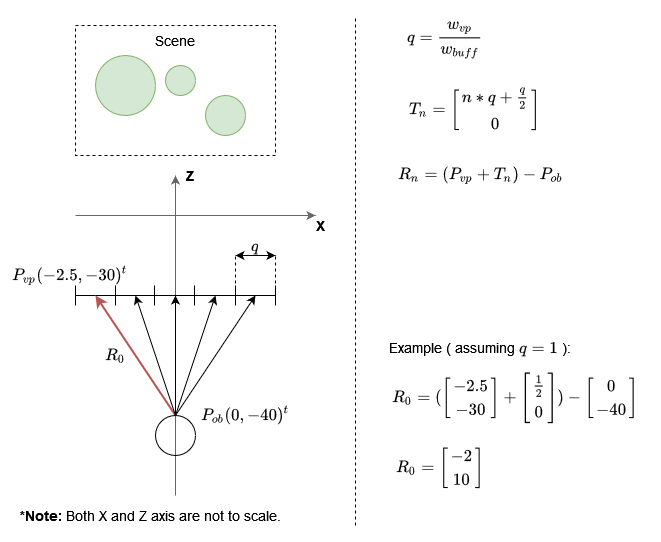 Scene
Z
X
q
P_{vp}(-2.5, -30)^t
R_0
P_{ob}(0, -40)^t
*Note: Both X and Z axis are not to scale.
q = \frac{w_{vp}}{w_{buff}}
T_n = \begin{bmatrix} n * q + \frac{q}{2} \\ 0 \end{bmatrix}
R_n = (P_{vp} + T_n) - P_{ob}
Example ( assuming q = 1 ):
R_0 = (\begin{bmatrix} -2.5 \\ -30 \end{bmatrix} + \begin{bmatrix} \frac{1}{2} \\ 0 \end{bmatrix}) - \begin{bmatrix} 0 \\ -40 \end{bmatrix}
R_0 = \begin{bmatrix} -2 \\ 10 \end{bmatrix}